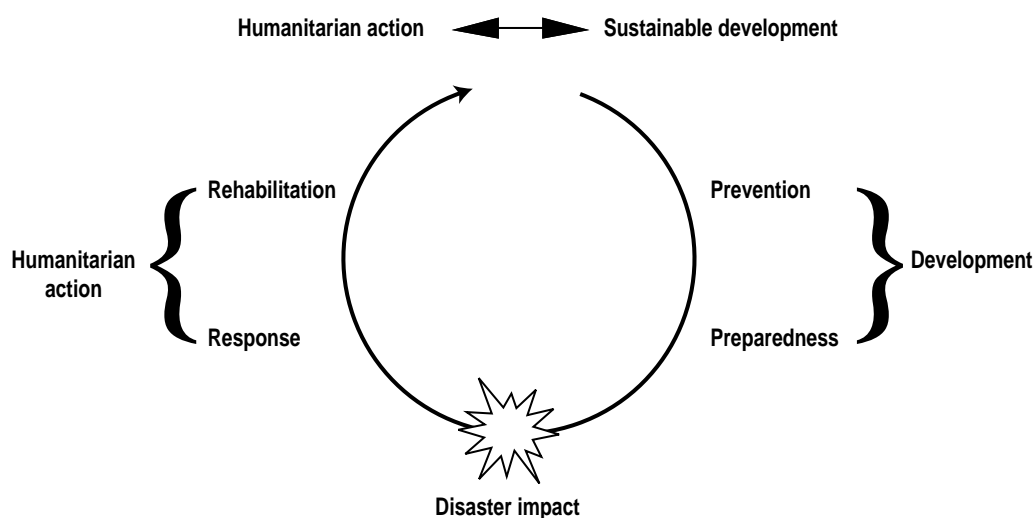 Humanitarian action Sustainable development
Rehabilitation
Prevention
Humanitarian
action
Development
Response
Preparedness
Disaster impact